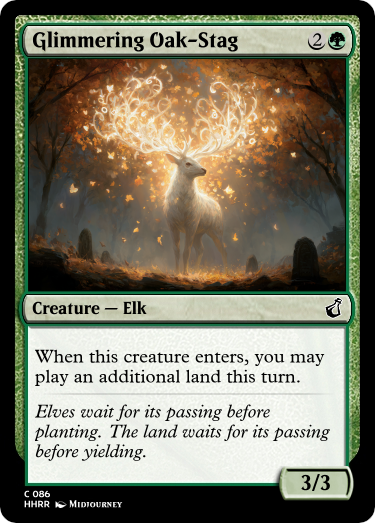 Glimmering Oak-Stag 2
Creature — Elk
When this creature enters, you may
play an additional land this turn.
Elves wait for its passing before
planting. The land waits for its passing
before yielding.
3/3
C 086
HHRR Midjourney